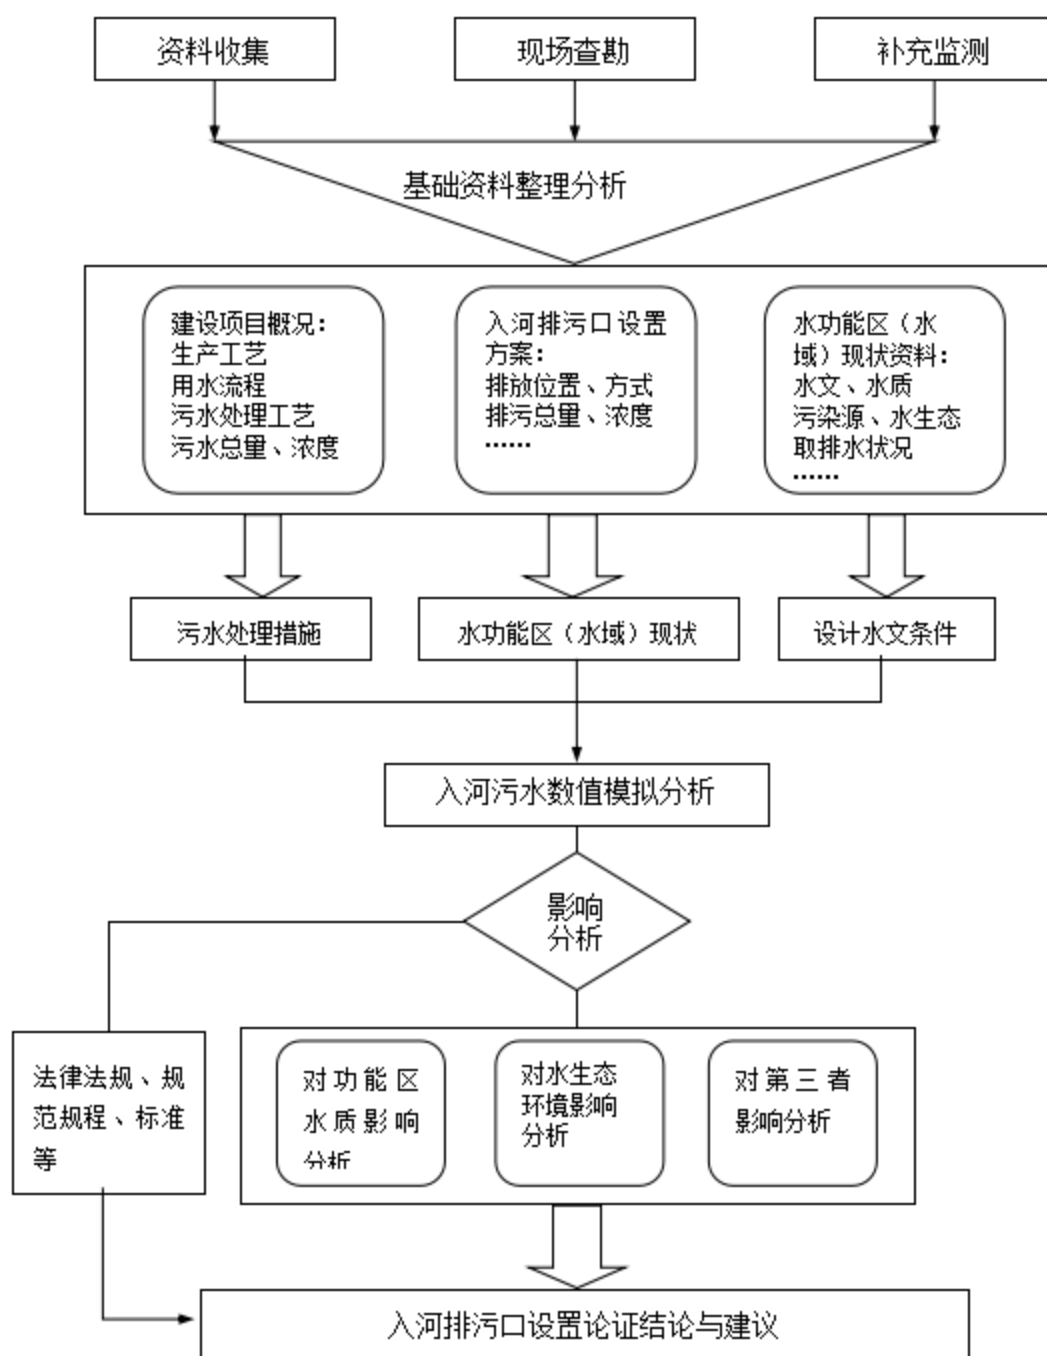 资料收集
现场查勘
补充监测
基础资料整理分析
建设项目概况：
生产工艺
用水流程
污水处理工艺
污水总量、浓度
入河排污口设置
方案：
排放位置、方式
排污总量、浓度
……
水功能区（水
域）现状资料：
水文、水质
污染源、水生态
取排水状况
……
污水处理措施
水功能区（水域）现状
设计水文条件
入河污水数值模拟分析
影响
分析
法律法规、规
范规程、标准
等
对功能区
水质影响
分析
对水生态
环境影响
分析
对第三者
影响分析
入河排污口设置论证结论与建议